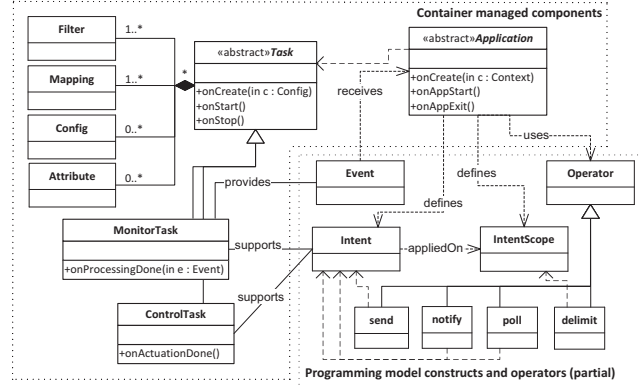 Container managed components
Filter
1..*
Mapping
1..*
Config
0..*
Attribute
0..*
*
«abstract»Task
+onCreate(in c : Config)
+onStart()
+onStop()
«abstract»Application
+onCreate(in c : Context)
+onAppStart()
+onAppExit()
receives
uses
provides
Event
defines
defines
Operator
MonitorTask
+onProcessingDone(in e : Event)
supports
Intent
appliedOn
IntentScope
supports
ControlTask
+onActuationDone()
send
notify
poll
delimit
Programming model constructs and operators (partial)